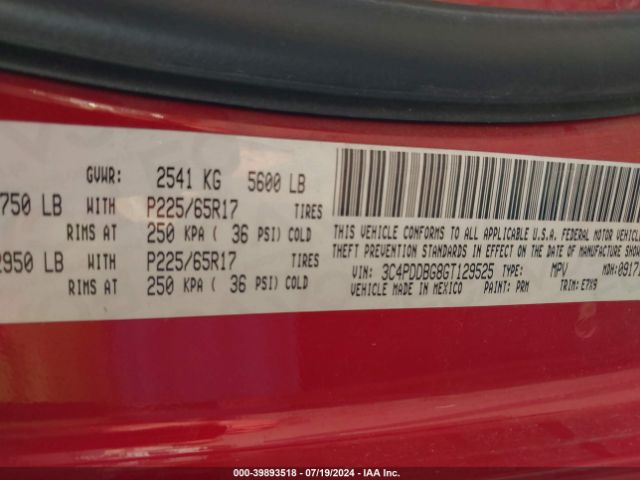 GVWR: 2541 KG 5600 LB
750 LB WITH P225/65R17 TIRES
RIMS AT 250 KPA ( 36 PSI) COLD
2950 LB WITH P225/65R17 TIRES
RIMS AT 250 KPA ( 36 PSI) COLD
THIS VEHICLE CONFORMS TO ALL APPLICABLE U.S.A. FEDERAL MOTOR VEHICLE
THEFT PREVENTION STANDARDS IN EFFECT ON THE DATE OF MANUFACTURE S
VIN: 3C4PDDBG8GT129525 TYPE: MPV MDH: 0917
VEHICLE MADE IN MEXICO PAINT: PRM TRIM: E7X9
000-39893518 / 07/19/2024 - IAA Inc.